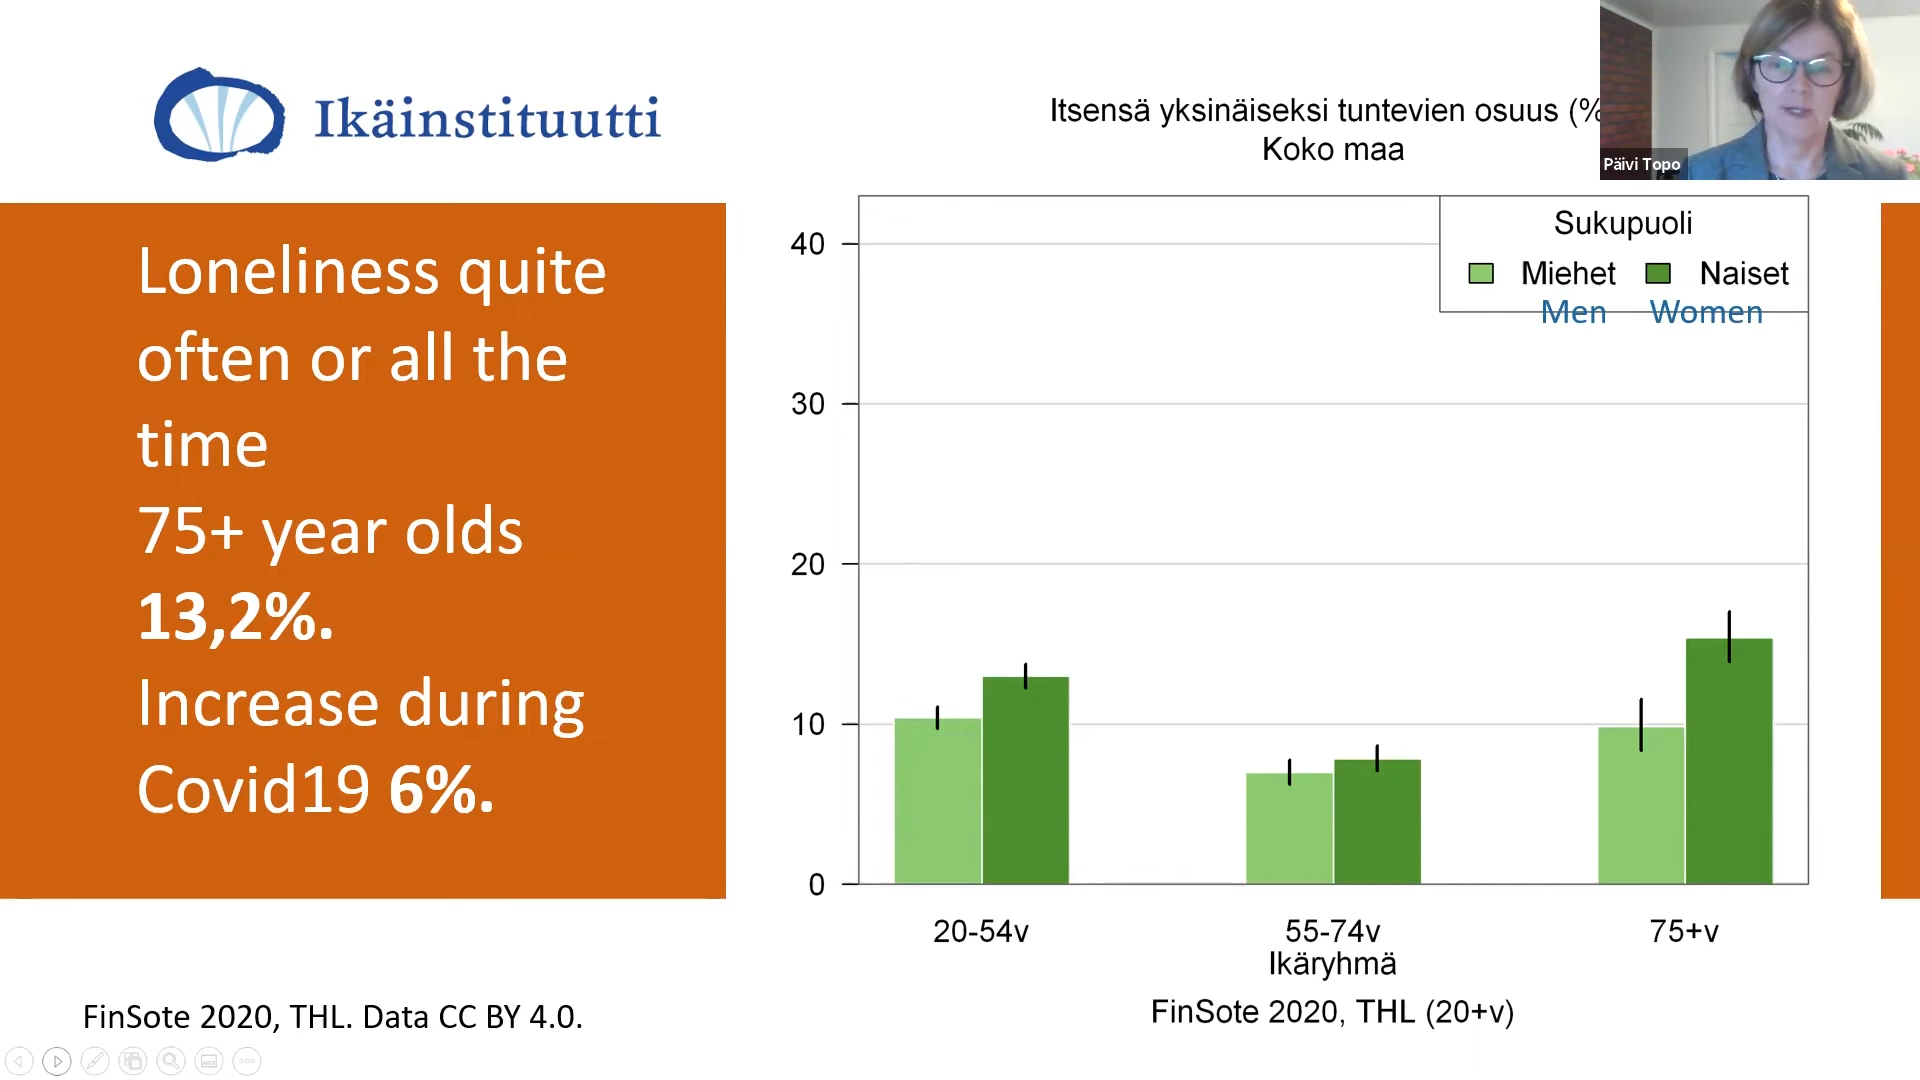 Ikäinstituutti
Loneliness quite
often or all the
time
75+ year olds
13,2%.
Increase during
Covid19 6%.
FinSote 2020, THL. Data CC BY 4.0.
Itsensä yksinäiseksi tuntevien osuus (%
Koko maa
Päivi Topo
Sukupuoli
Miehet Naiset
Men Women
40
30
20
10
0
20-54v 55-74v 75+v
Ikäryhmä
FinSote 2020, THL (20+v)